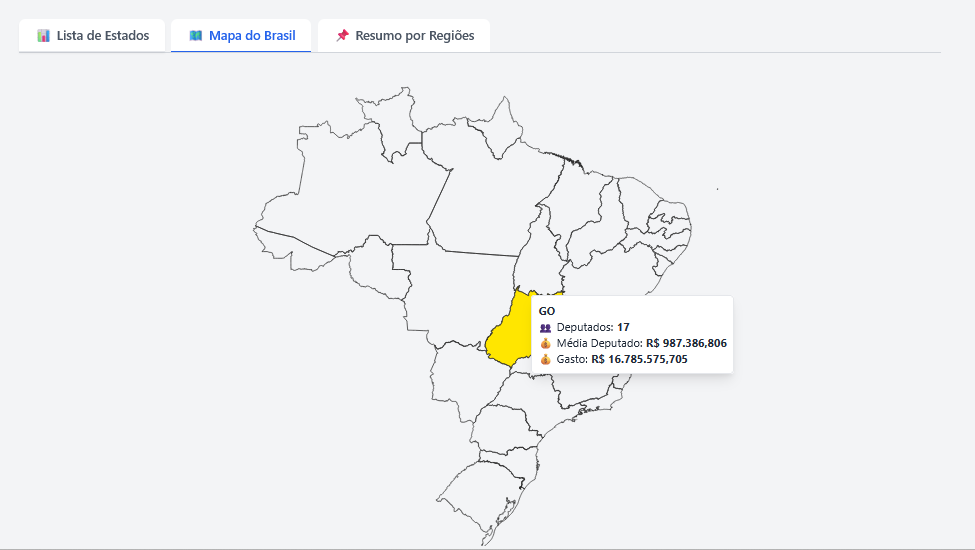 Lista de Estados
Mapa do Brasil
Resumo por Regiões
GO
Deputados: 17
Média Deputado: R$ 987.386,806
Gasto: R$ 16.785.575,705